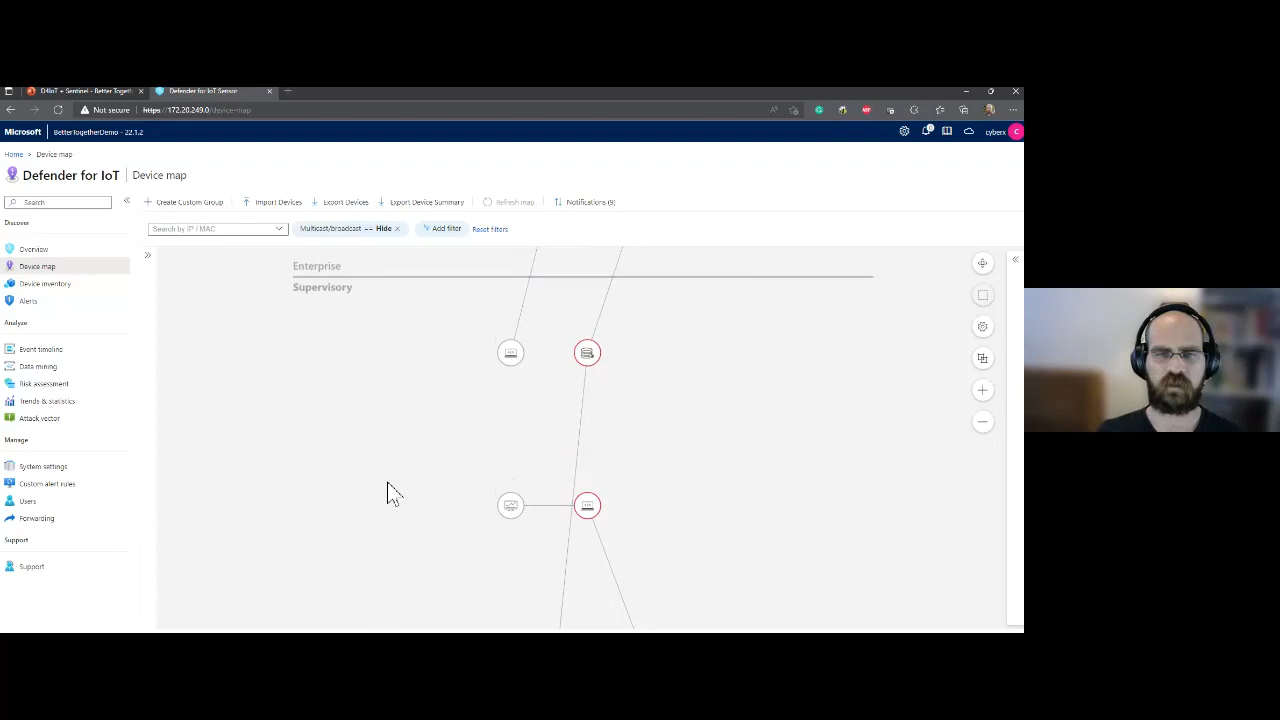 D4IoT + Sentinel - Better Togeth
Defender for IoT Sensor
Not secure https://172.20.249.0/device-map
Microsoft BetterTogetherDemo - 22.1.2 cyberx C
Home > Device map
Defender for IoT Device map
Search
Create Custom Group Import Devices Export Devices Export Device Summary Refresh map Notifications (9)
Discover
Search by IP / MAC Multicast/broadcast == Hide Add filter Reset filters
Overview
Device map
Device inventory
Alerts
Analyze
Event timeline
Data mining
Risk assessment
Trends & statistics
Attack vector
Manage
System settings
Custom alert rules
Users
Forwarding
Support
Support
Enterprise
Supervisory